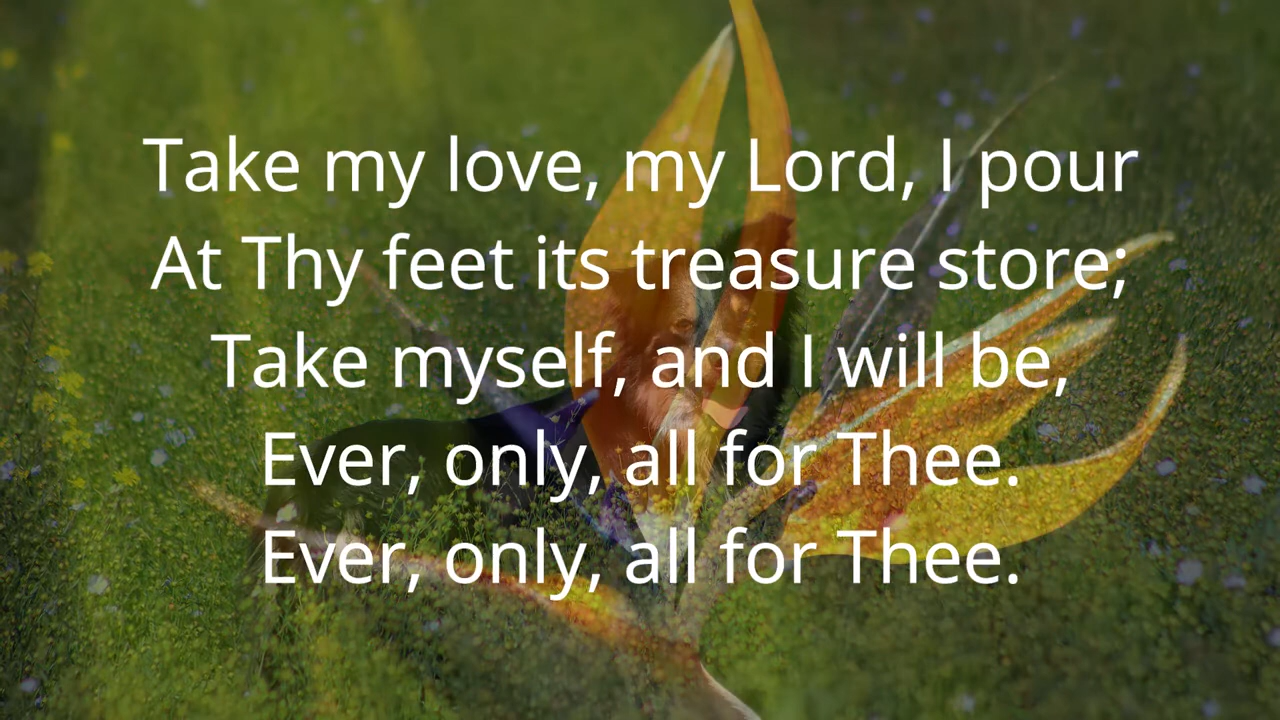 Take my love, my Lord, I pour
At Thy feet its treasure store;
Take myself, and I will be,
Ever, only, all for Thee.
Ever, only, all for Thee.